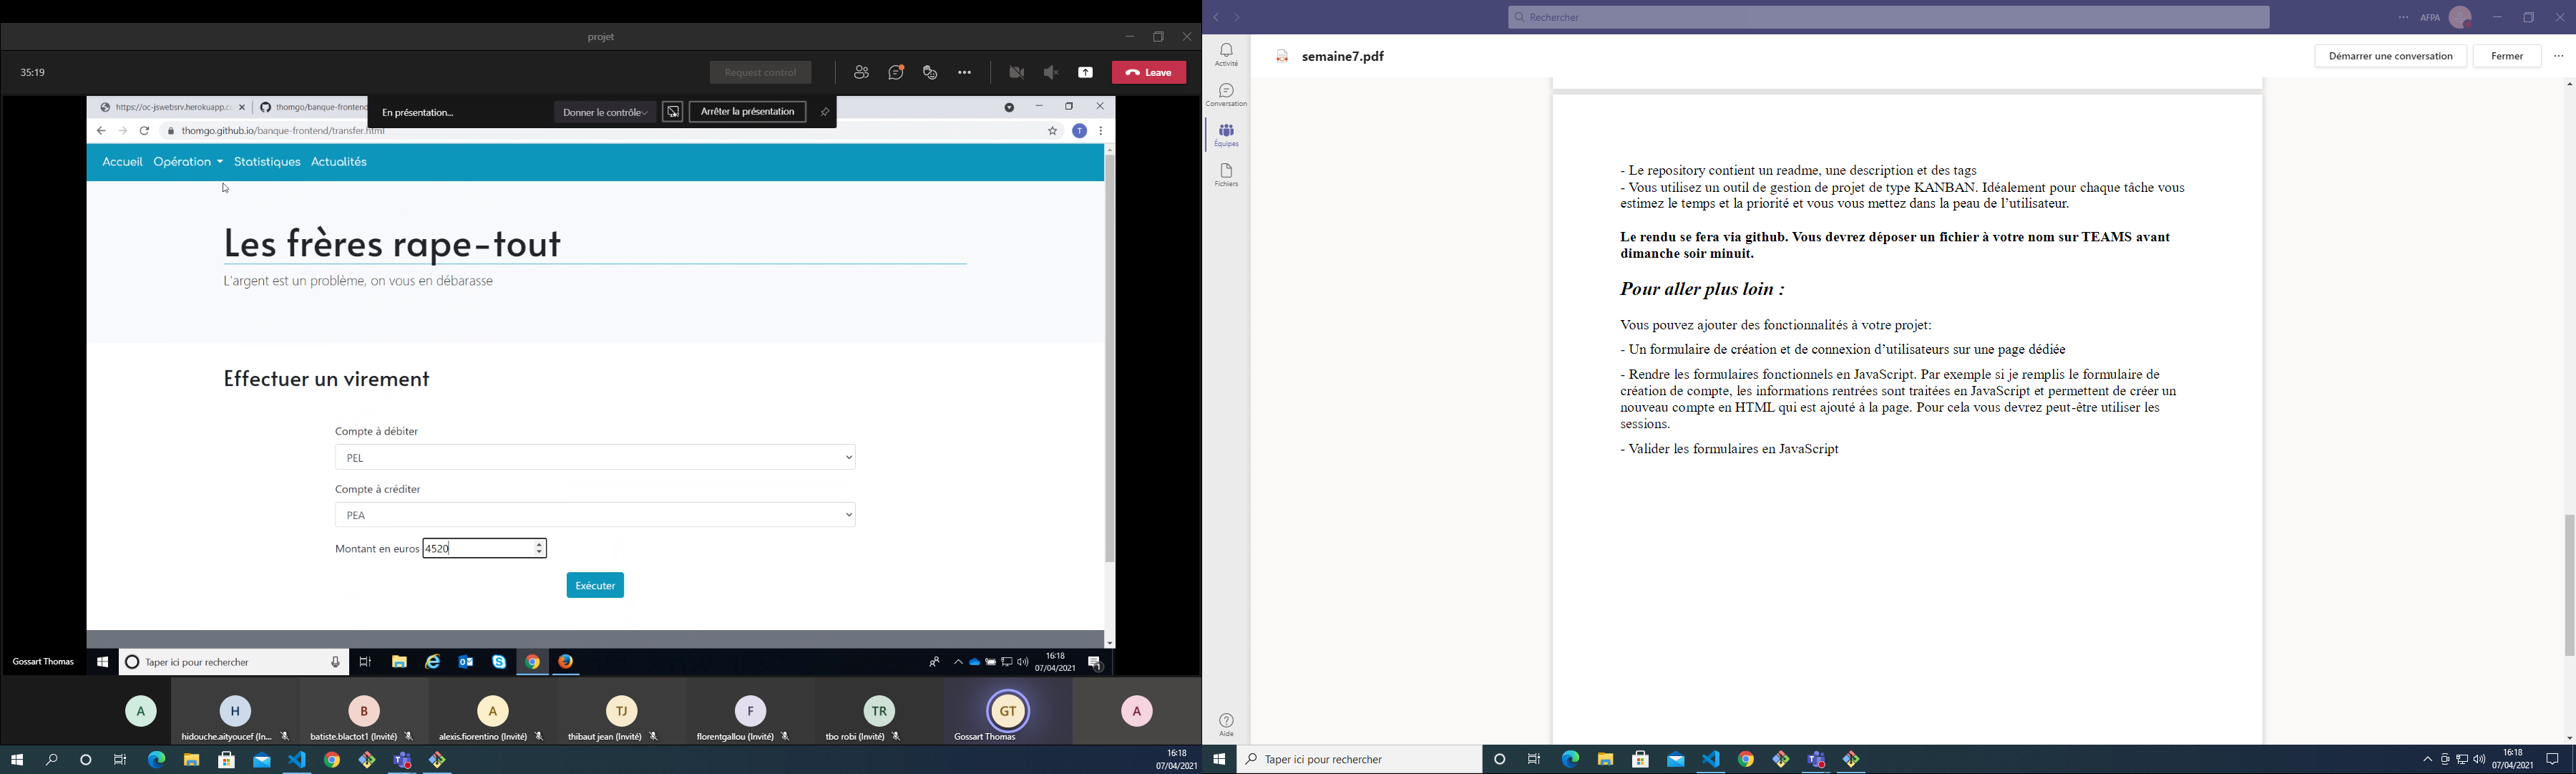 projet
35:19
Request control
Leave
https://oc-jswebsrv.herokuapp.cc
thomgo/banque-frontend
En présentation...
Donner le contrôle
Arrêter la présentation
thomgo.github.io/banque-frontend/transfer.html
T
Accueil Opération Statistiques Actualités
Les frères rape-tout
L'argent est un problème, on vous en débarasse
Effectuer un virement
Compte à débiter
PEL
Compte à créditer
PEA
Montant en euros 4520
Exécuter
Gossart Thomas
Taper ici pour rechercher
16:18
07/04/2021
1
A
H
B
A
TJ
F
TR
GT
A
hidouche.aityoucef (In...
batiste.blactot1 (Invité)
alexis.fiorentino (Invité)
thibaut jean (Invité)
florentgallou (Invité)
tbo robi (Invité)
Gossart Thomas
16:18
07/04/2021
Rechercher
AFPA
Activité
Conversation
Équipes
Fichiers
Aide
semaine7.pdf
Démarrer une conversation
Fermer
- Le repository contient un readme, une description et des tags
- Vous utilisez un outil de gestion de projet de type KANBAN. Idéalement pour chaque tâche vous
estimez le temps et la priorité et vous vous mettez dans la peau de l'utilisateur.
Le rendu se fera via github. Vous devrez déposer un fichier à votre nom sur TEAMS avant
dimanche soir minuit.
Pour aller plus loin :
Vous pouvez ajouter des fonctionnalités à votre projet:
- Un formulaire de création et de connexion d'utilisateurs sur une page dédiée
- Rendre les formulaires fonctionnels en JavaScript. Par exemple si je remplis le formulaire de
création de compte, les informations rentrées sont traitées en JavaScript et permettent de créer un
nouveau compte en HTML qui est ajouté à la page. Pour cela vous devrez peut-être utiliser les
sessions.
- Valider les formulaires en JavaScript
Taper ici pour rechercher
16:18
07/04/2021